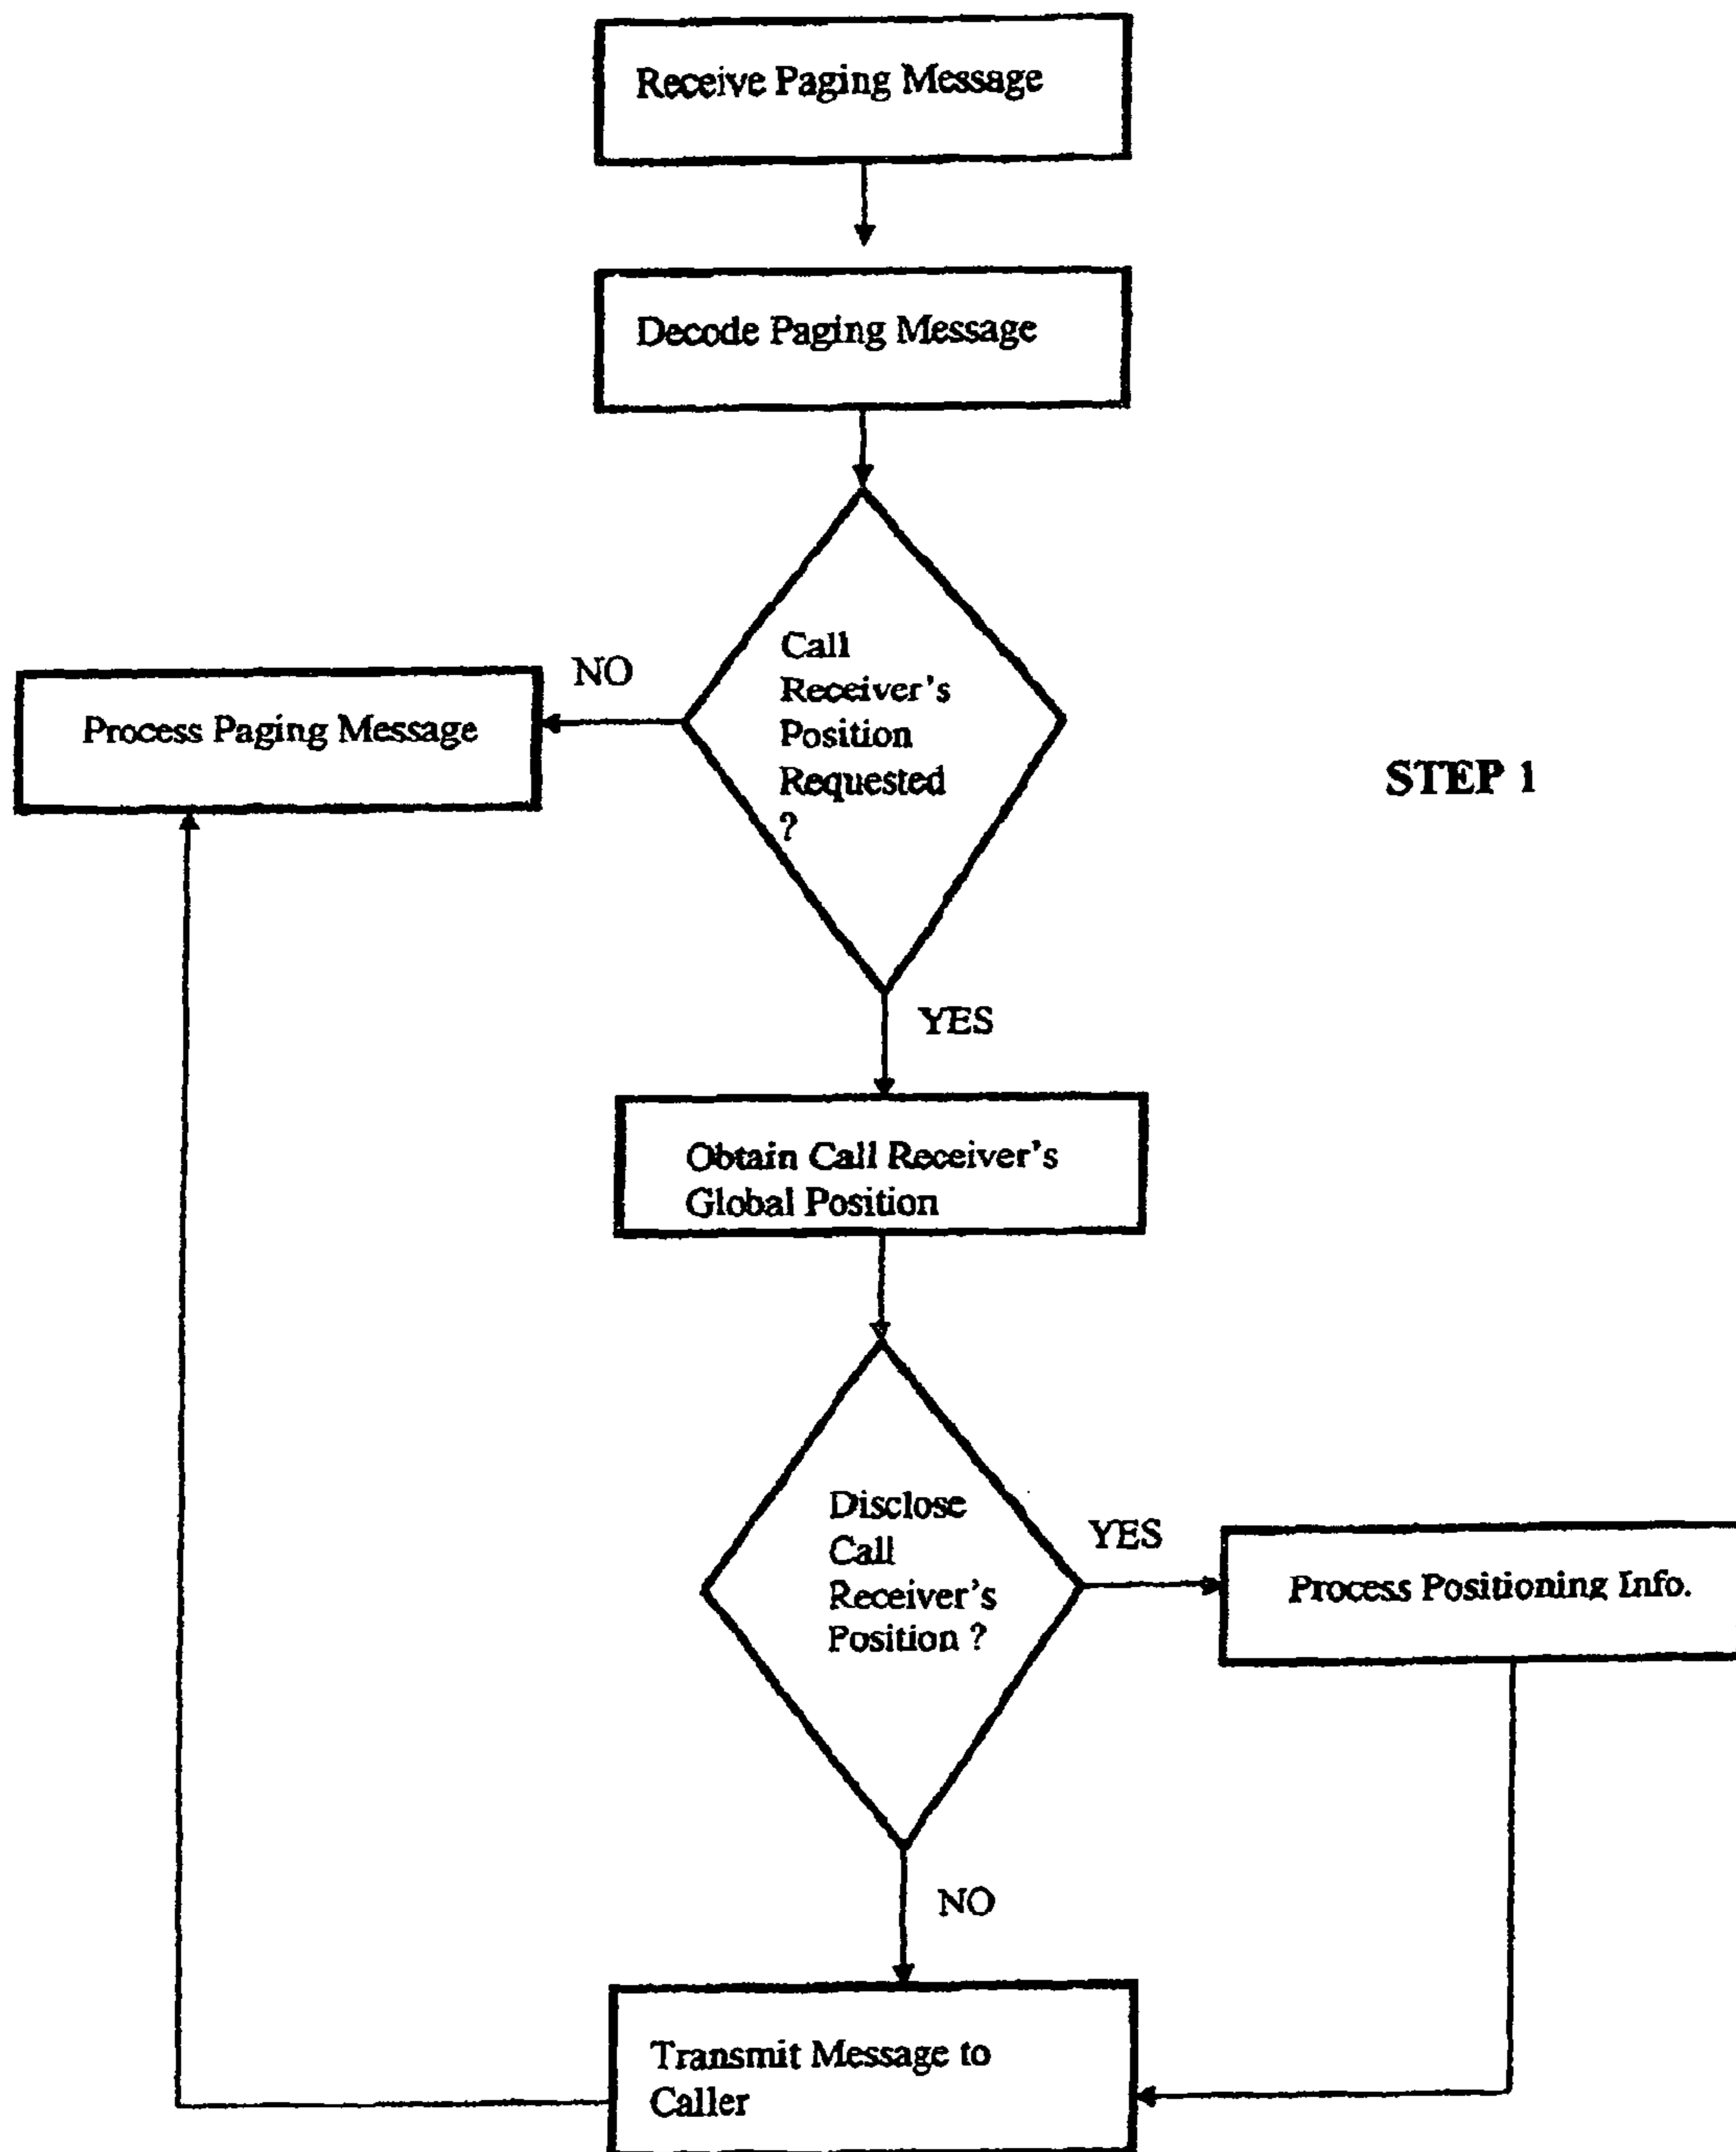 Receive Paging Message
Decode Paging Message
Call
Receiver's
Position
Requested
?
NO
Process Paging Message
STEP 1
YES
Obtain Call Receiver's
Global Position
Disclose
Call
Receiver's
Position ?
YES
Process Positioning Info.
NO
Transmit Message to
Caller